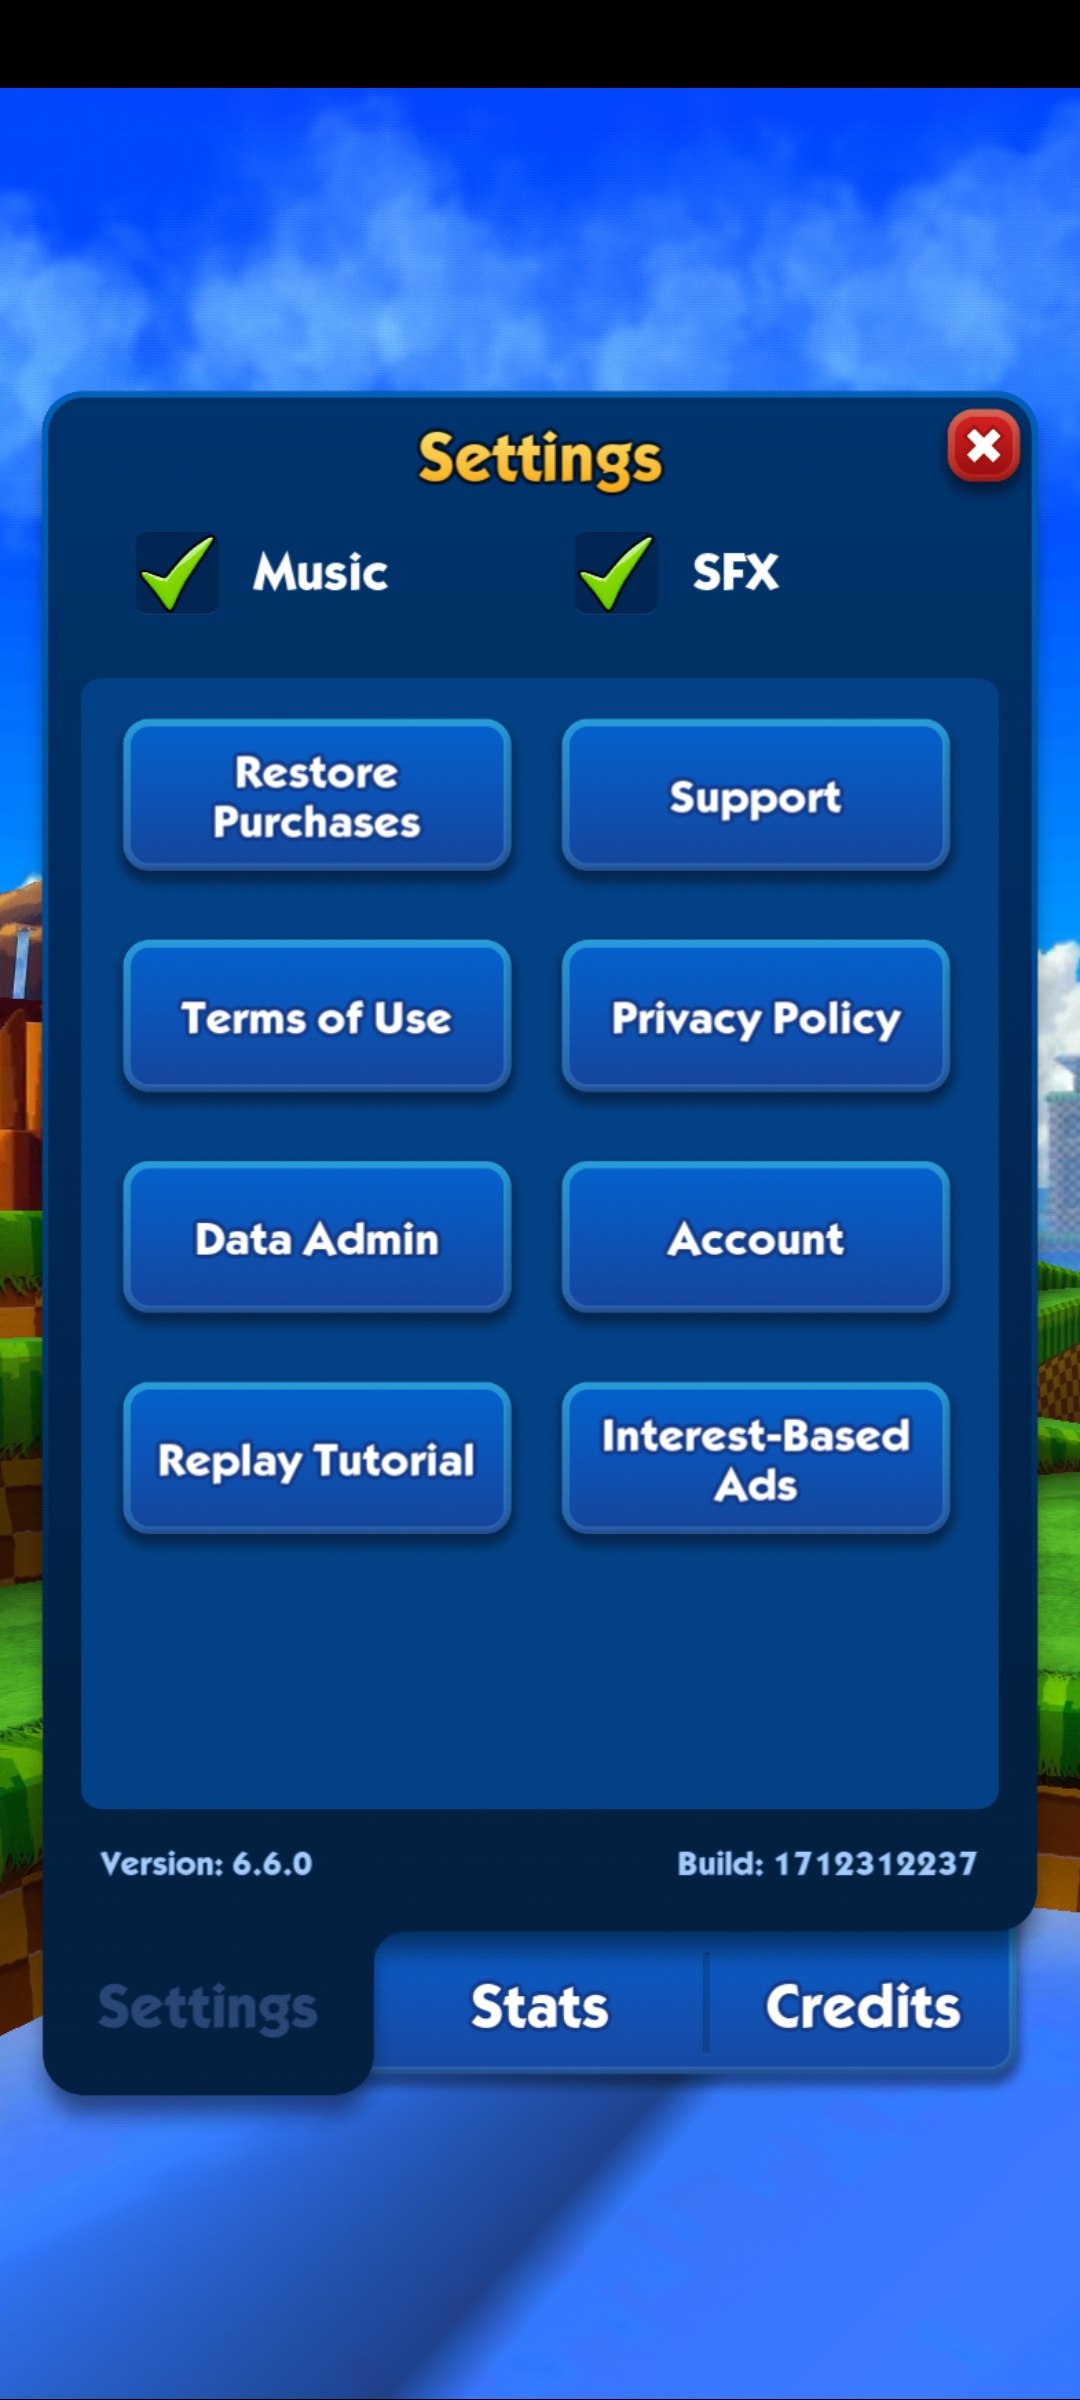 Settings
Music
SFX
Restore
Purchases
Support
Terms of Use
Privacy Policy
Data Admin
Account
Replay Tutorial
Interest-Based
Ads
Version: 6.6.0
Build: 1712312237
Settings
Stats
Credits